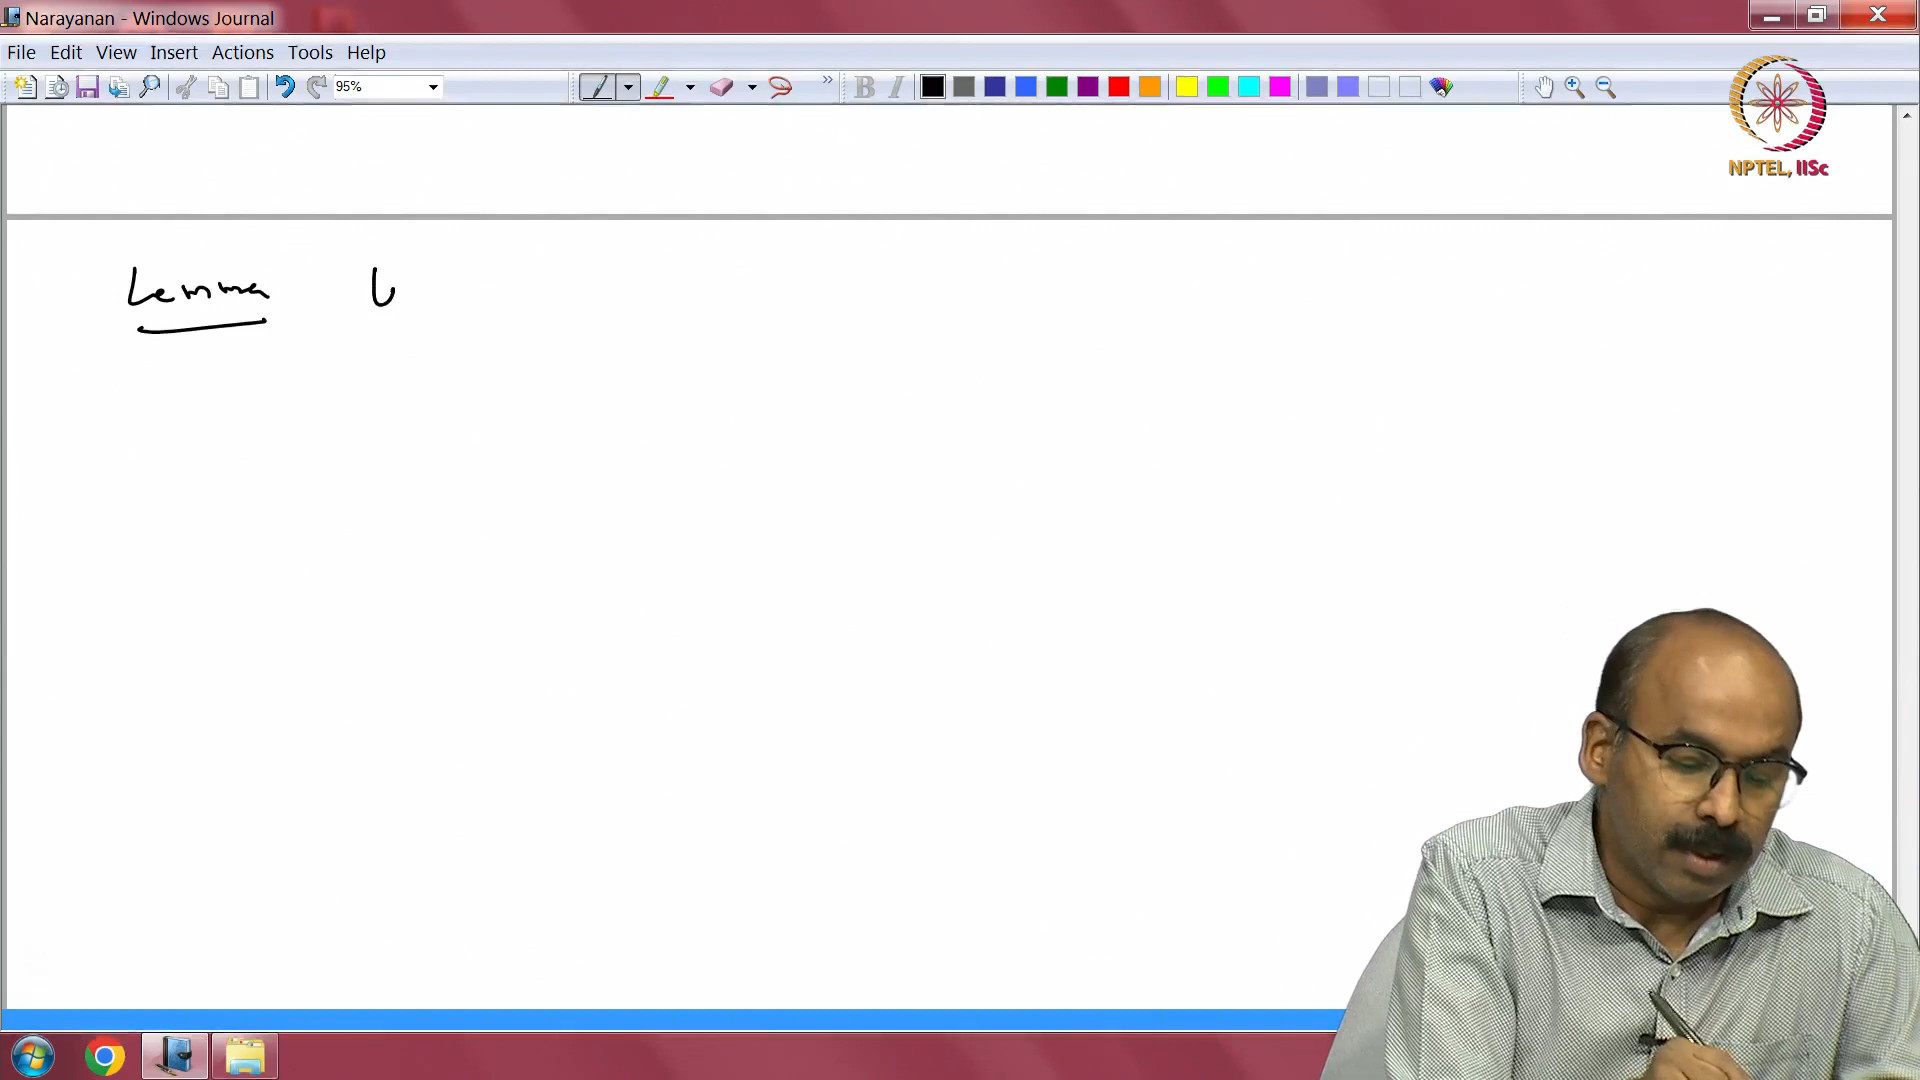 Narayanan - Windows Journal
File Edit View Insert Actions Tools Help
95%
B I
NPTEL, IISc
Lemma